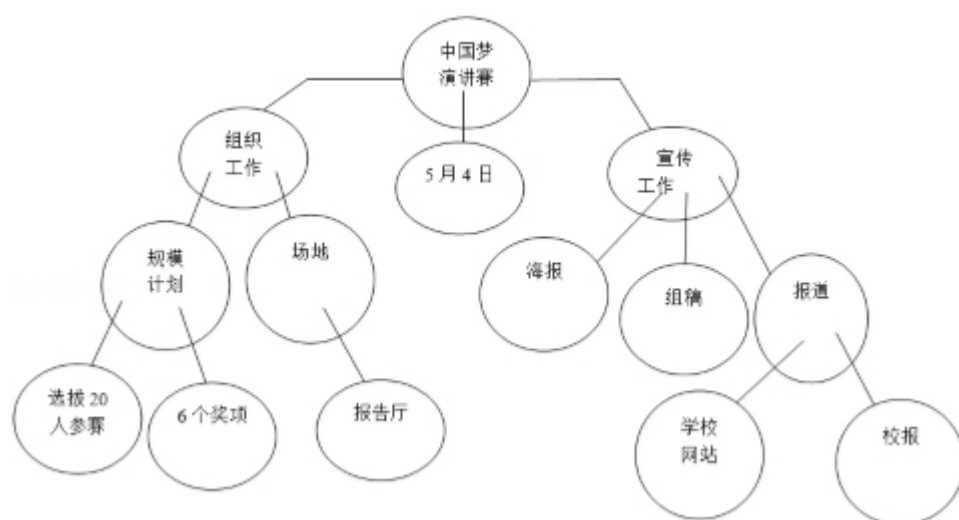 中国梦
演讲赛
组织
工作
5月4日
宣传
工作
规模
计划
场地
海报
组稿
报道
选拔20
人参赛
6个奖项
报告厅
学校
网站
校报